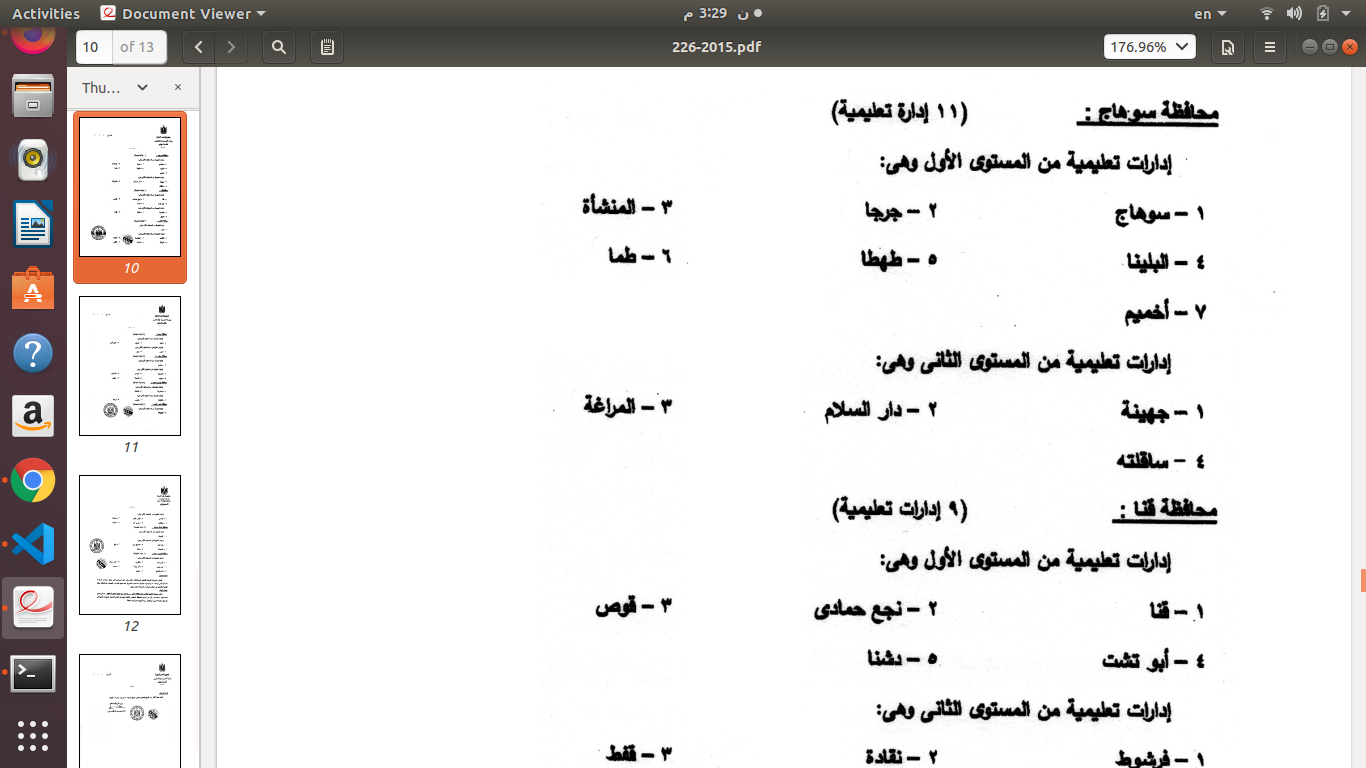 Activities Document Viewer ن 3:29 م en
10 of 13 226-2015.pdf 176.96%
Thu...
10
11
12
محافظة سوهاج : (١١ إدارة تعليمية)
إدارات تعليمية من المستوى الأول وهى:
١ – سوهاج ٢ – جرجا ٣ – المنشأة
٤ – البلينا ٥ – طهطا ٦ – طما
٧ – أخميم
إدارات تعليمية من المستوى الثانى وهى:
١ – جهينة ٢ – دار السلام ٣ – المراغة
٤ – ساقلته
محافظة قنا : (٩ إدارات تعليمية)
إدارات تعليمية من المستوى الأول وهى:
١ – قنا ٢ – نجع حمادى ٣ – قوص
٤ – أبو تشت ٥ – دشنا
إدارات تعليمية من المستوى الثانى وهى:
١ – فرشوط ٢ – نقادة ٣ – قفط